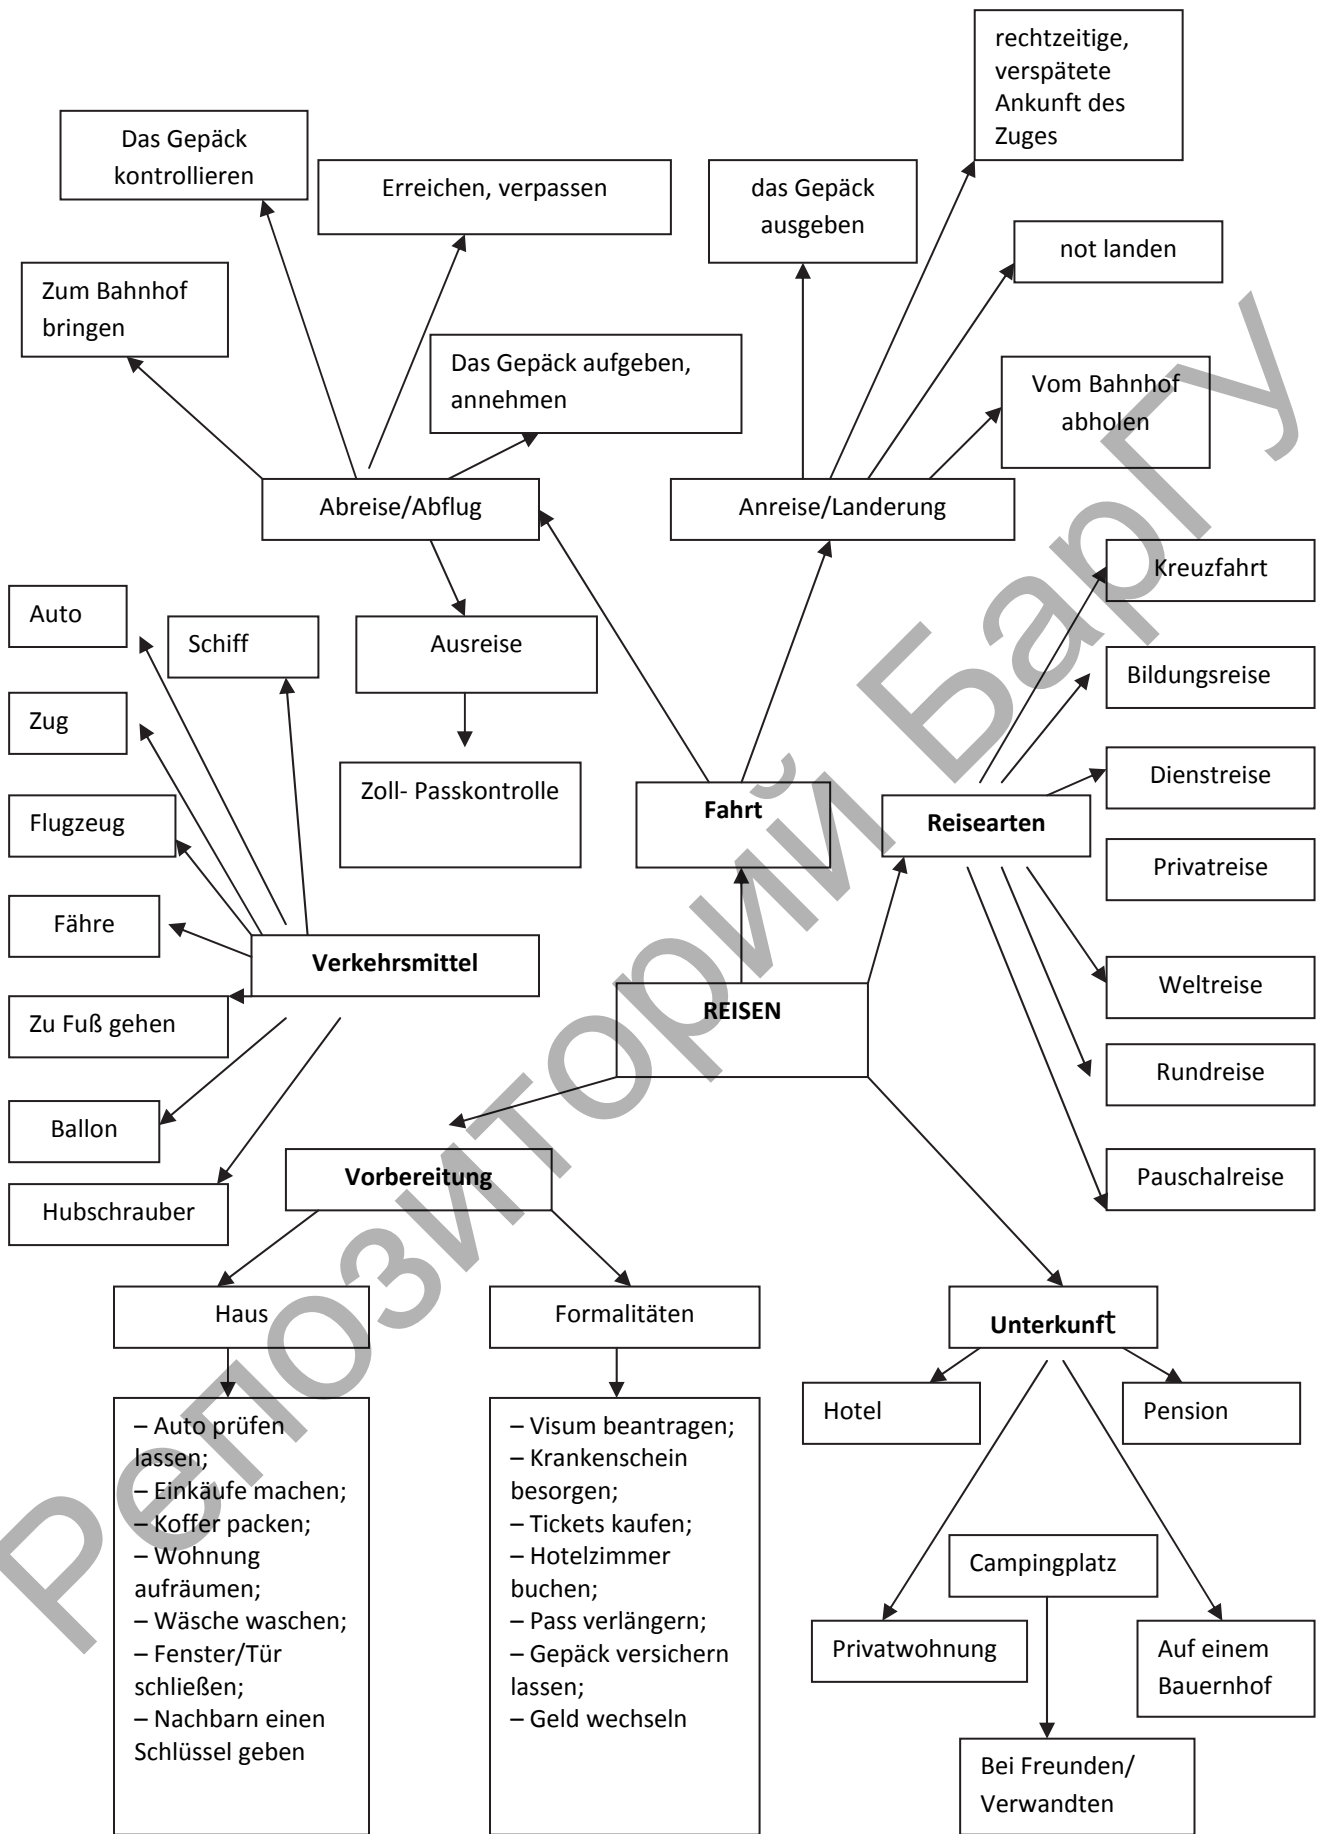 rechtzeitige,
verspätete
Ankunft des
Zuges
Das Gepäck
kontrollieren
Erreichen, verpassen
das Gepäck
ausgeben
not landen
Zum Bahnhof
bringen
Das Gepäck aufgeben,
annehmen
Vom Bahnhof
abholen
Abreise/Abflug
Anreise/Landerung
Kreuzfahrt
Auto
Schiff
Ausreise
Bildungsreise
Zug
Zoll- Passkontrolle
Dienstreise
Flugzeug
Fahrt
Reisearten
Privatreise
Fähre
Verkehrsmittel
Weltreise
Zu Fuß gehen
REISEN
Rundreise
Ballon
Vorbereitung
Pauschalreise
Hubschrauber
Haus
Formalitäten
Unterkunft
– Auto prüfen
lassen;
– Einkäufe machen;
– Koffer packen;
– Wohnung
aufräumen;
– Wäsche waschen;
– Fenster/Tür
schließen;
– Nachbarn einen
Schlüssel geben
– Visum beantragen;
– Krankenschein
besorgen;
– Tickets kaufen;
– Hotelzimmer
buchen;
– Pass verlängern;
– Gepäck versichern
lassen;
– Geld wechseln
Hotel
Pension
Campingplatz
Privatwohnung
Auf einem
Bauernhof
Bei Freunden/
Verwandten
Репозиторий БарГУ